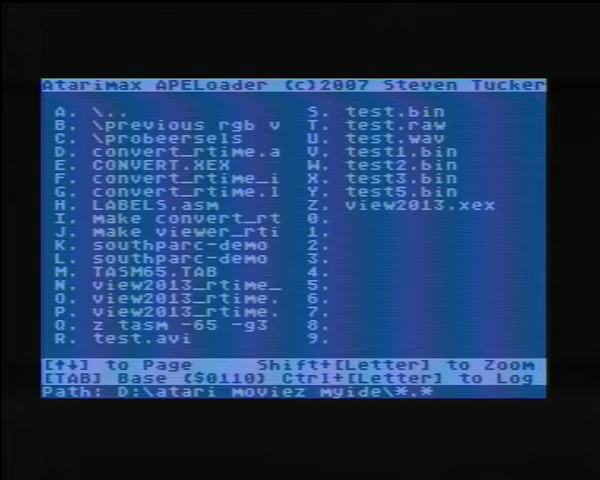 Atarimax APELoader (c)2007 Steven Tucker
A. \..
B. \previous rgb v
C. \probeersels
D. convert_rtime.a
E. CONVERT.XEX
F. convert_rtime_i
G. convert_rtime.l
H. LABELS.asm
I. make convert_rt
J. make viewer_rti
K. southparc-demo
L. southparc-demo
M. TASM65.TAB
N. view2013_rtime_
O. view2013_rtime.
P. view2013_rtime.
Q. z tasm -65 -g3
R. test.avi
S. test.bin
T. test.raw
U. test.wav
V. test1.bin
W. test2.bin
X. test3.bin
Y. test5.bin
Z. view2013.xex
0.
1.
2.
3.
4.
5.
6.
7.
8.
9.
[↑↓] to Page Shift+[Letter] to Zoom
[TAB] Base ($0110) Ctrl+[Letter] to Log
Path: D:\atari moviez myide\*.*